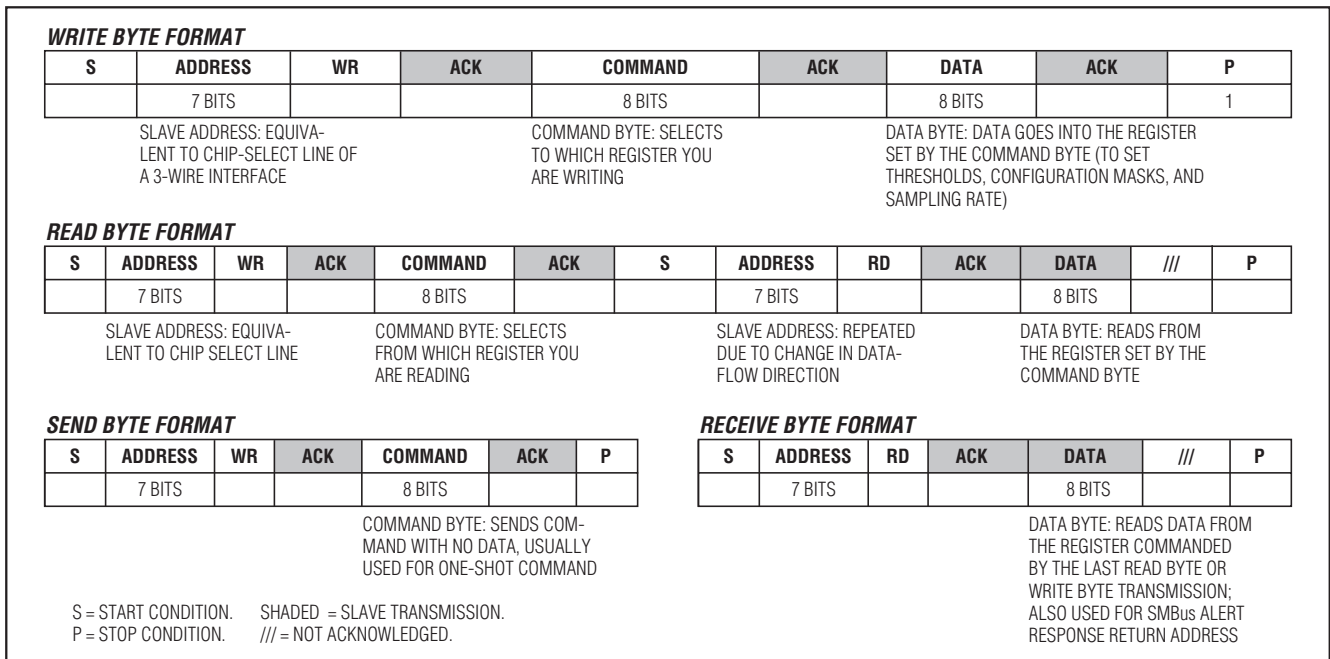 WRITE BYTE FORMAT
S ADDRESS WR ACK COMMAND ACK DATA ACK P
7 BITS 8 BITS 8 BITS 1
SLAVE ADDRESS: EQUIVA-
LENT TO CHIP-SELECT LINE OF
A 3-WIRE INTERFACE
COMMAND BYTE: SELECTS
TO WHICH REGISTER YOU
ARE WRITING
DATA BYTE: DATA GOES INTO THE REGISTER
SET BY THE COMMAND BYTE (TO SET
THRESHOLDS, CONFIGURATION MASKS, AND
SAMPLING RATE)
READ BYTE FORMAT
S ADDRESS WR ACK COMMAND ACK S ADDRESS RD ACK DATA /// P
7 BITS 8 BITS 7 BITS 8 BITS
SLAVE ADDRESS: EQUIVA-
LENT TO CHIP SELECT LINE
COMMAND BYTE: SELECTS
FROM WHICH REGISTER YOU
ARE READING
SLAVE ADDRESS: REPEATED
DUE TO CHANGE IN DATA-
FLOW DIRECTION
DATA BYTE: READS FROM
THE REGISTER SET BY THE
COMMAND BYTE
SEND BYTE FORMAT
S ADDRESS WR ACK COMMAND ACK P
7 BITS 8 BITS
COMMAND BYTE: SENDS COM-
MAND WITH NO DATA, USUALLY
USED FOR ONE-SHOT COMMAND
RECEIVE BYTE FORMAT
S ADDRESS RD ACK DATA /// P
7 BITS 8 BITS
DATA BYTE: READS DATA FROM
THE REGISTER COMMANDED
BY THE LAST READ BYTE OR
WRITE BYTE TRANSMISSION;
ALSO USED FOR SMBus ALERT
RESPONSE RETURN ADDRESS
S = START CONDITION. SHADED = SLAVE TRANSMISSION.
P = STOP CONDITION. /// = NOT ACKNOWLEDGED.